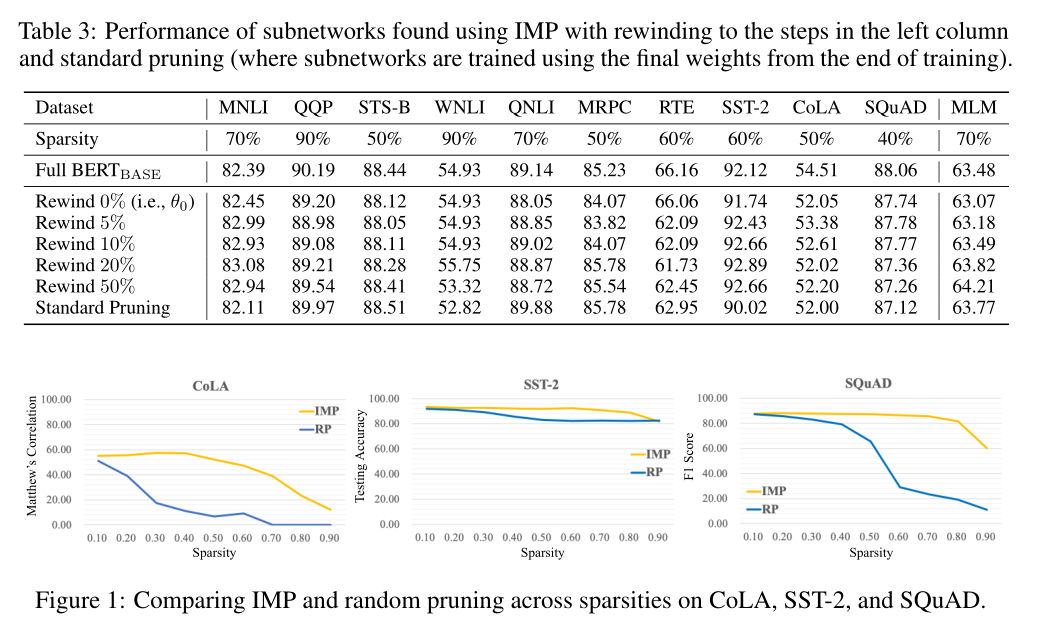 Table 3: Performance of subnetworks found using IMP with rewinding to the steps in the left column
and standard pruning (where subnetworks are trained using the final weights from the end of training).
Dataset MNLI QQP STS-B WNLI QNLI MRPC RTE SST-2 CoLA SQuAD MLM
Sparsity 70% 90% 50% 90% 70% 50% 60% 60% 50% 40% 70%
Full BERT_BASE 82.39 90.19 88.44 54.93 89.14 85.23 66.16 92.12 54.51 88.06 63.48
Rewind 0% (i.e., θ₀) 82.45 89.20 88.12 54.93 88.05 84.07 66.06 91.74 52.05 87.74 63.07
Rewind 5% 82.99 88.98 88.05 54.93 88.85 83.82 62.09 92.43 53.38 87.78 63.18
Rewind 10% 82.93 89.08 88.11 54.93 89.02 84.07 62.09 92.66 52.61 87.77 63.49
Rewind 20% 83.08 89.21 88.28 55.75 88.87 85.78 61.73 92.89 52.02 87.36 63.82
Rewind 50% 82.94 89.54 88.41 53.32 88.72 85.54 62.45 92.66 52.20 87.26 64.21
Standard Pruning 82.11 89.97 88.51 52.82 89.88 85.78 62.95 90.02 52.00 87.12 63.77
CoLA
Matthew's Correlation
100.00
80.00
60.00
40.00
20.00
0.00
IMP
RP
0.10 0.20 0.30 0.40 0.50 0.60 0.70 0.80 0.90
Sparsity
SST-2
Testing Accuracy
100.00
80.00
60.00
40.00
20.00
0.00
IMP
RP
0.10 0.20 0.30 0.40 0.50 0.60 0.70 0.80 0.90
Sparsity
SQuAD
F1 Score
100.00
80.00
60.00
40.00
20.00
0.00
IMP
RP
0.10 0.20 0.30 0.40 0.50 0.60 0.70 0.80 0.90
Sparsity
Figure 1: Comparing IMP and random pruning across sparsities on CoLA, SST-2, and SQuAD.